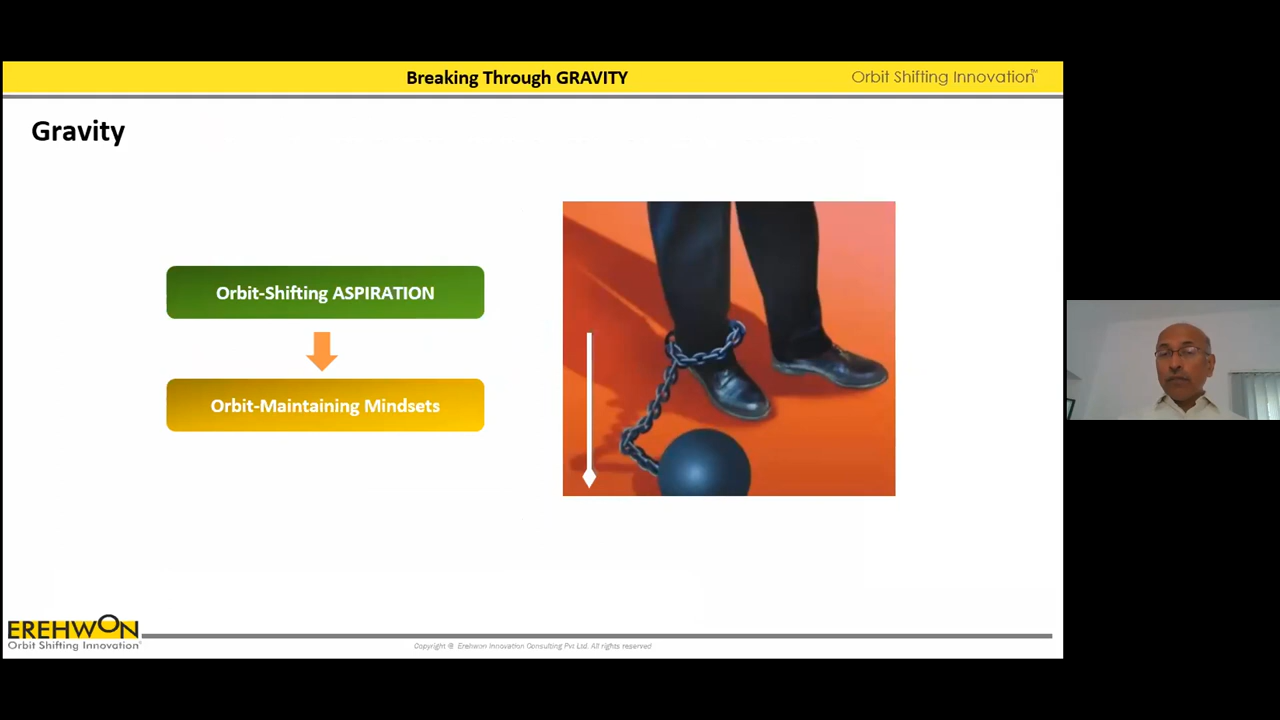 Breaking Through GRAVITY
Orbit Shifting Innovation™
Gravity
Orbit-Shifting ASPIRATION
Orbit-Maintaining Mindsets
EREHWON
Orbit Shifting Innovation
Copyright @ Erehwon Innovation Consulting Pvt Ltd. All rights reserved